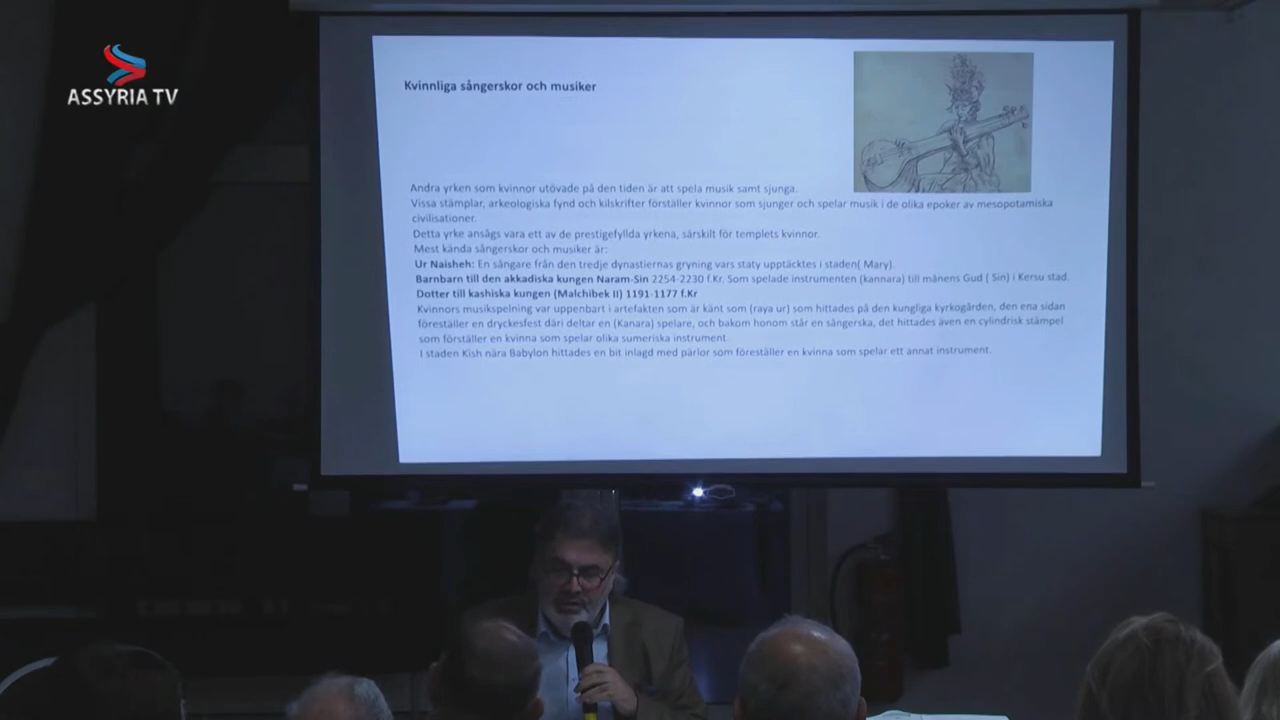 ASSYRIA TV
Kvinnliga sångerskor och musiker
Andra yrken som kvinnor utövade på den tiden är att spela musik samt sjunga.
Vissa stämplar, arkeologiska fynd och kilskrifter förställer kvinnor som sjunger och spelar musik i de olika epoker av mesopotamiska
civilisationer.
Detta yrke ansågs vara ett av de prestigefyllda yrkena, särskilt för templets kvinnor.
Mest kända sångerskor och musiker är:
Ur Naisheh: En sångare från den tredje dynastiernas gryning vars staty upptäcktes i staden( Mary).
Barnbarn till den akkadiska kungen Naram-Sin 2254-2230 f.Kr. Som spelade instrumenten (kannara) till månens Gud ( Sin) i Kersu stad.
Dotter till kashiska kungen (Malchibek II) 1191-1177 f.Kr
Kvinnors musikspelning var uppenbart i artefakten som är känt som (raya ur) som hittades på den kungliga kyrkogården, den ena sidan
föreställer en dryckesfest däri deltar en (Kanara) spelare, och bakom honom står en sångerska, det hittades även en cylindrisk stämpel
som förställer en kvinna som spelar olika sumeriska instrument.
I staden Kish nära Babylon hittades en bit inlagd med pärlor som föreställer en kvinna som spelar ett annat instrument.